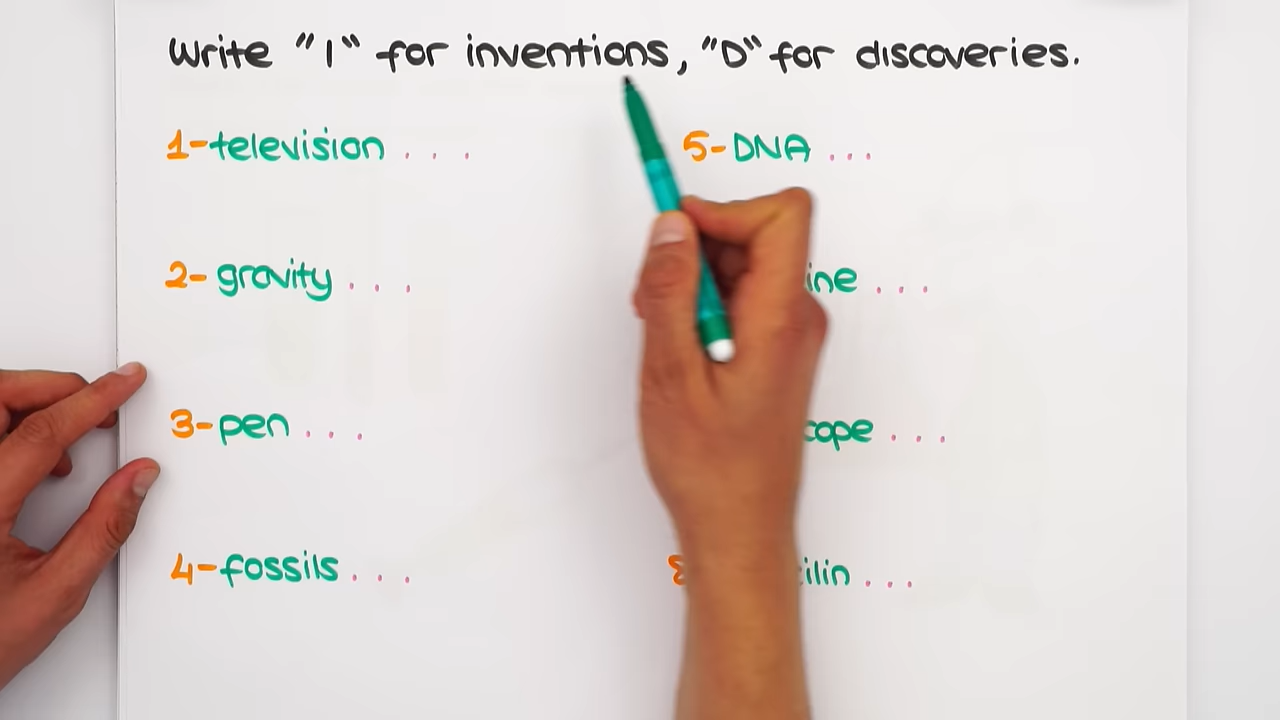 Write "I" for inventions, "D" for discoveries.
1-television . . .
2- gravity . . .
3-pen . . .
4-fossils . . .
5- DNA ...
...
...
...